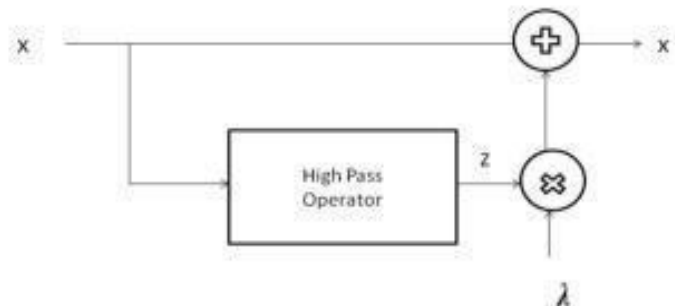 x
x
High Pass
Operator
z
λ